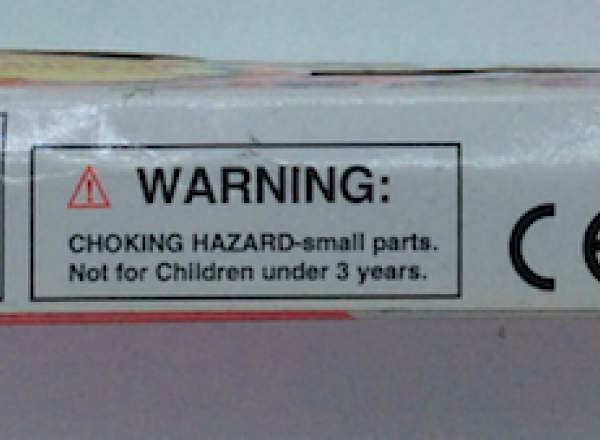 WARNING:
CHOKING HAZARD-small parts.
Not for Children under 3 years.
CE